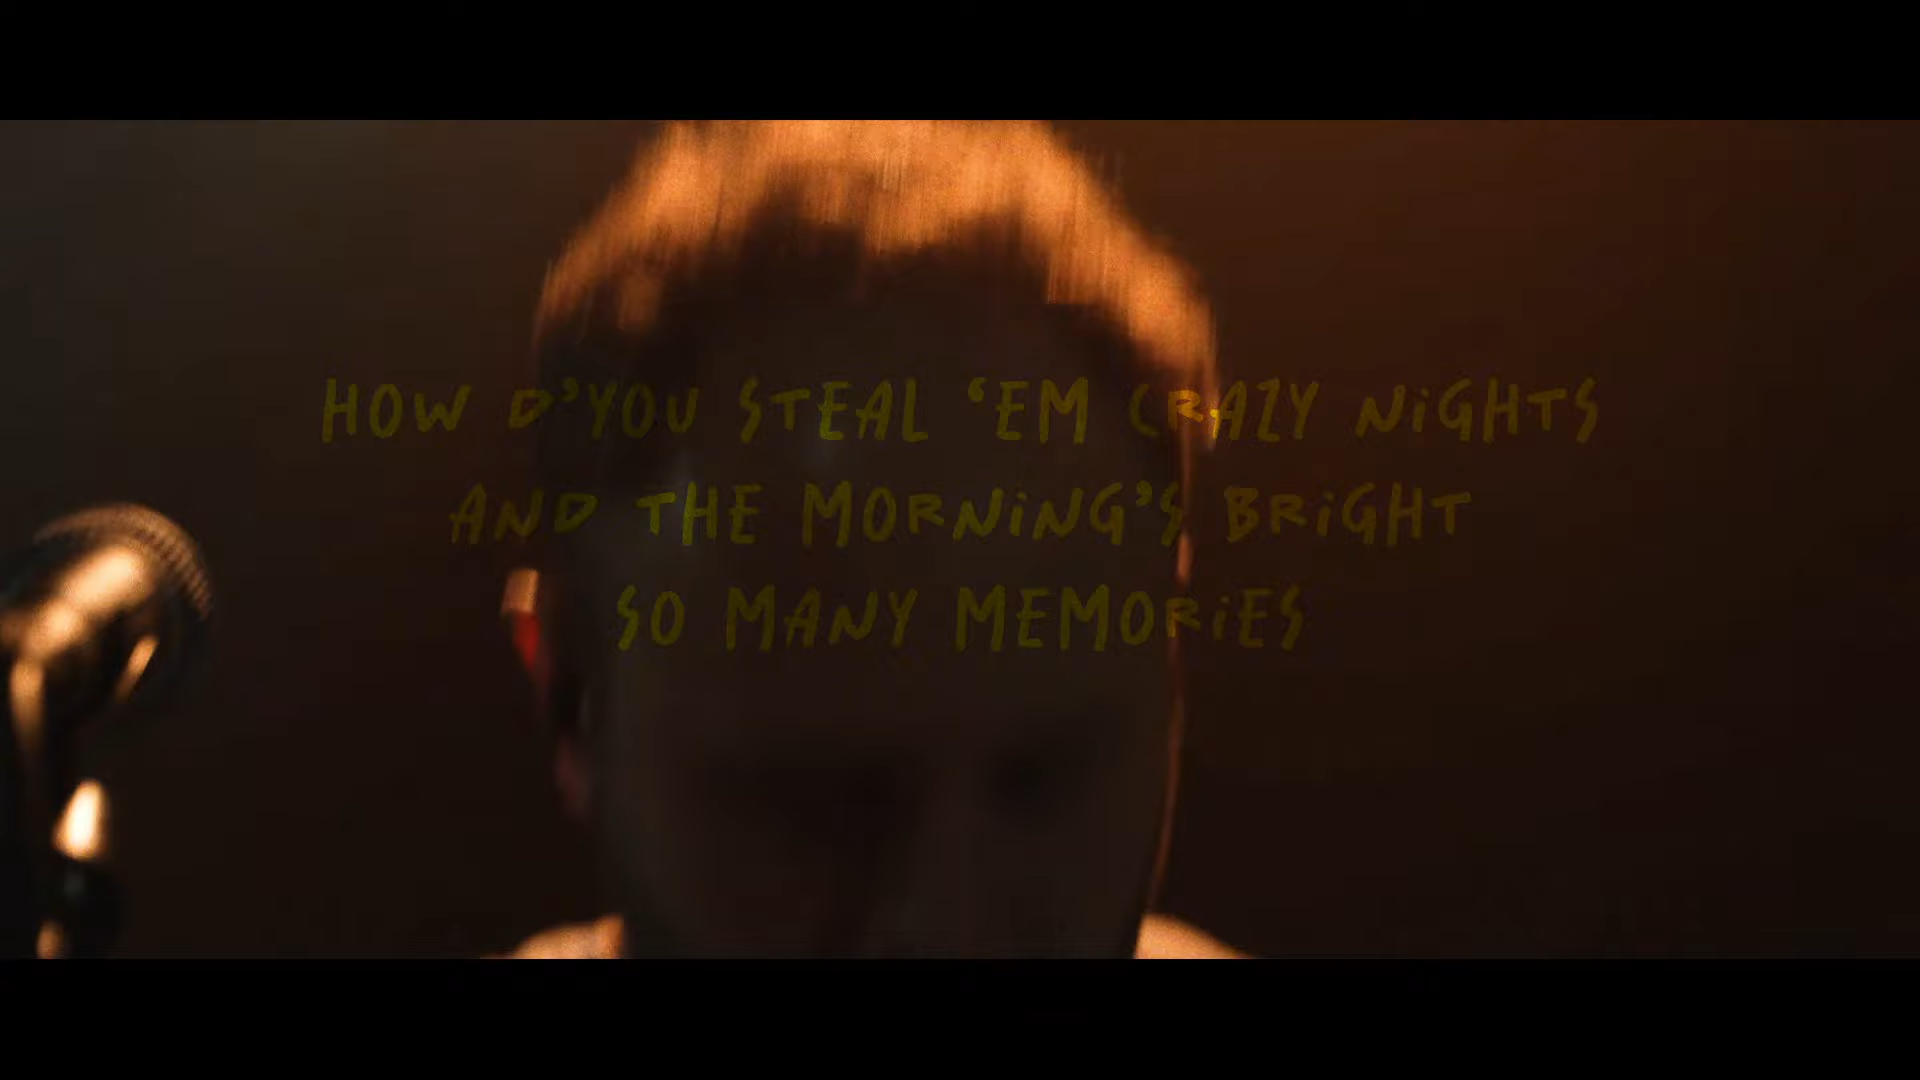 HOW D'YOU STEAL 'EM CRAZY NiGHTS
AND THE MORNiNG'S BRiGHT
SO MANY MEMORiES